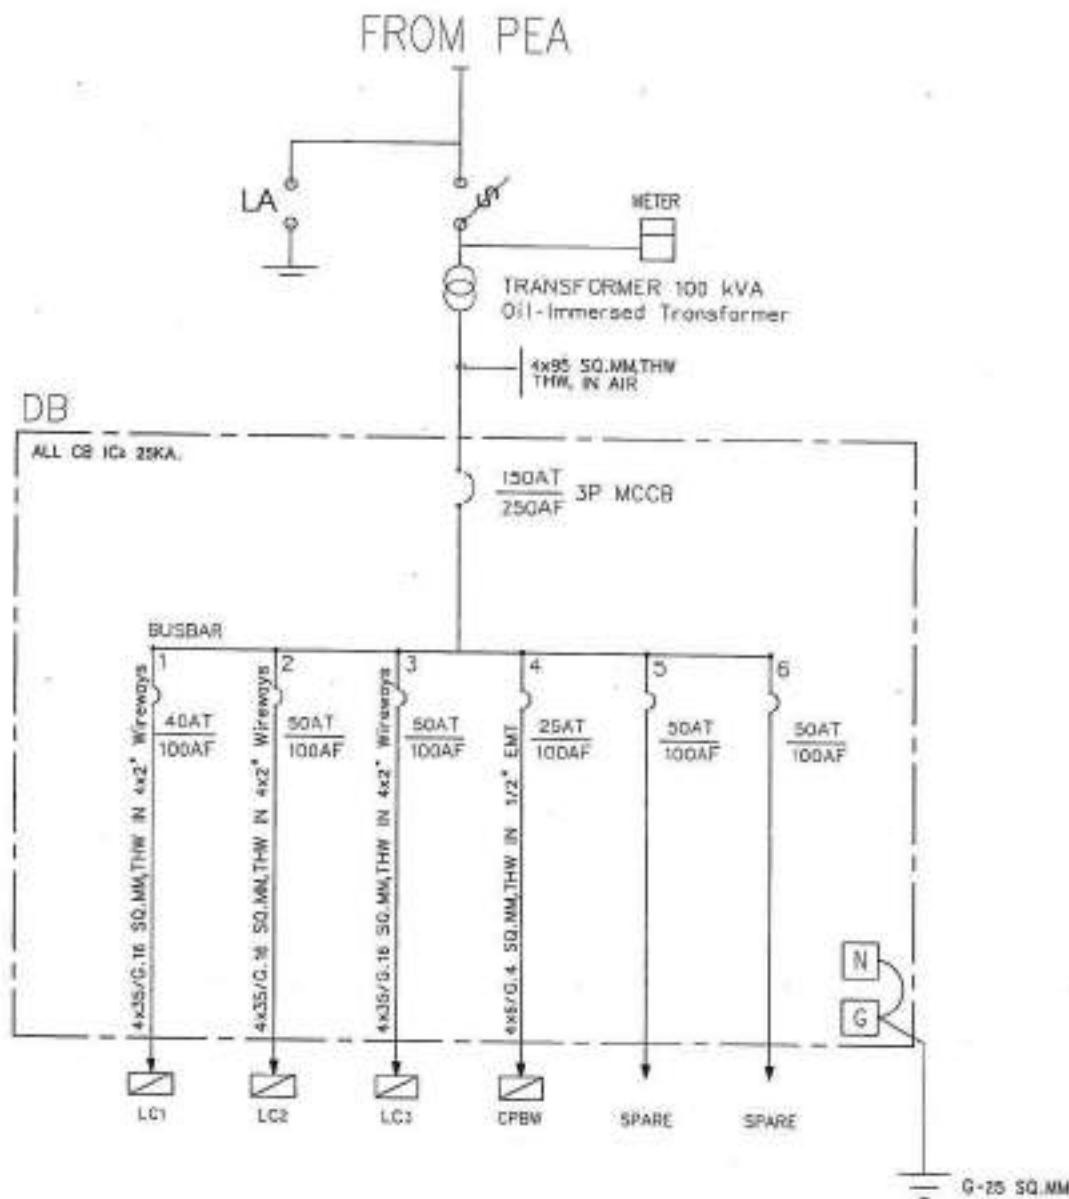 FROM PEA
LA
METER
TRANSFORMER 100 kVA
Oil-Immersed Transformer
4x95 SQ.MM,THW
THW, IN AIR
DB
ALL CB IC≥ 25KA.
150AT
250AF
3P MCCB
BUSBAR
1
2
3
4
5
6
4x35/G.16 SQ.MM,THW IN 4x2" Wireways
40AT
100AF
4x35/G.16 SQ.MM,THW IN 4x2" Wireways
50AT
100AF
4x35/G.16 SQ.MM,THW IN 4x2" Wireways
50AT
100AF
4x6/G.4 SQ.MM,THW IN 1/2" EMT
25AT
100AF
50AT
100AF
50AT
100AF
N
G
LC1
LC2
LC3
CPBW
SPARE
SPARE
G-25 SQ.MM